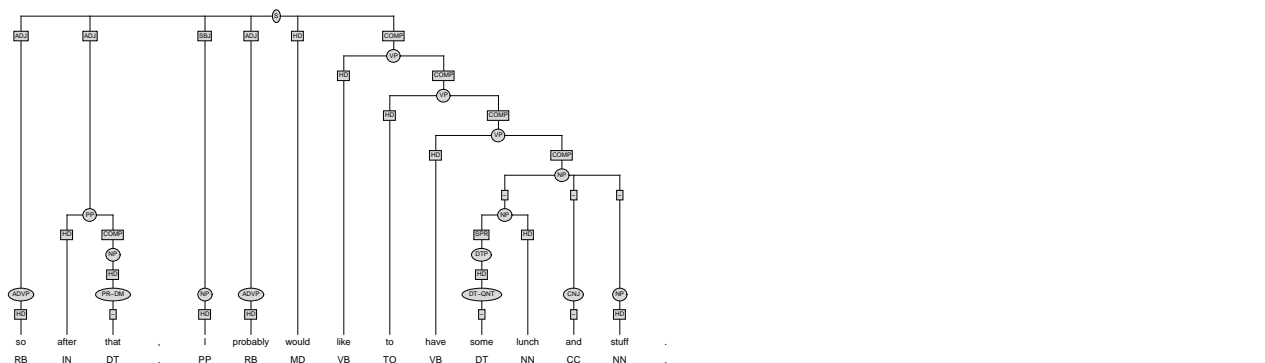 S
ADJ ADJ SBJ ADJ HD COMP
VP
HD COMP
VP
HD COMP
VP
HD COMP
NP
– – –
PP NP
HD COMP SPR HD
NP DTP
HD HD
ADVP PR–DM NP ADVP DT–QNT CNJ NP
HD – HD HD – – HD
so after that , I probably would like to have some lunch and stuff .
RB IN DT . PP RB MD VB TO VB DT NN CC NN .